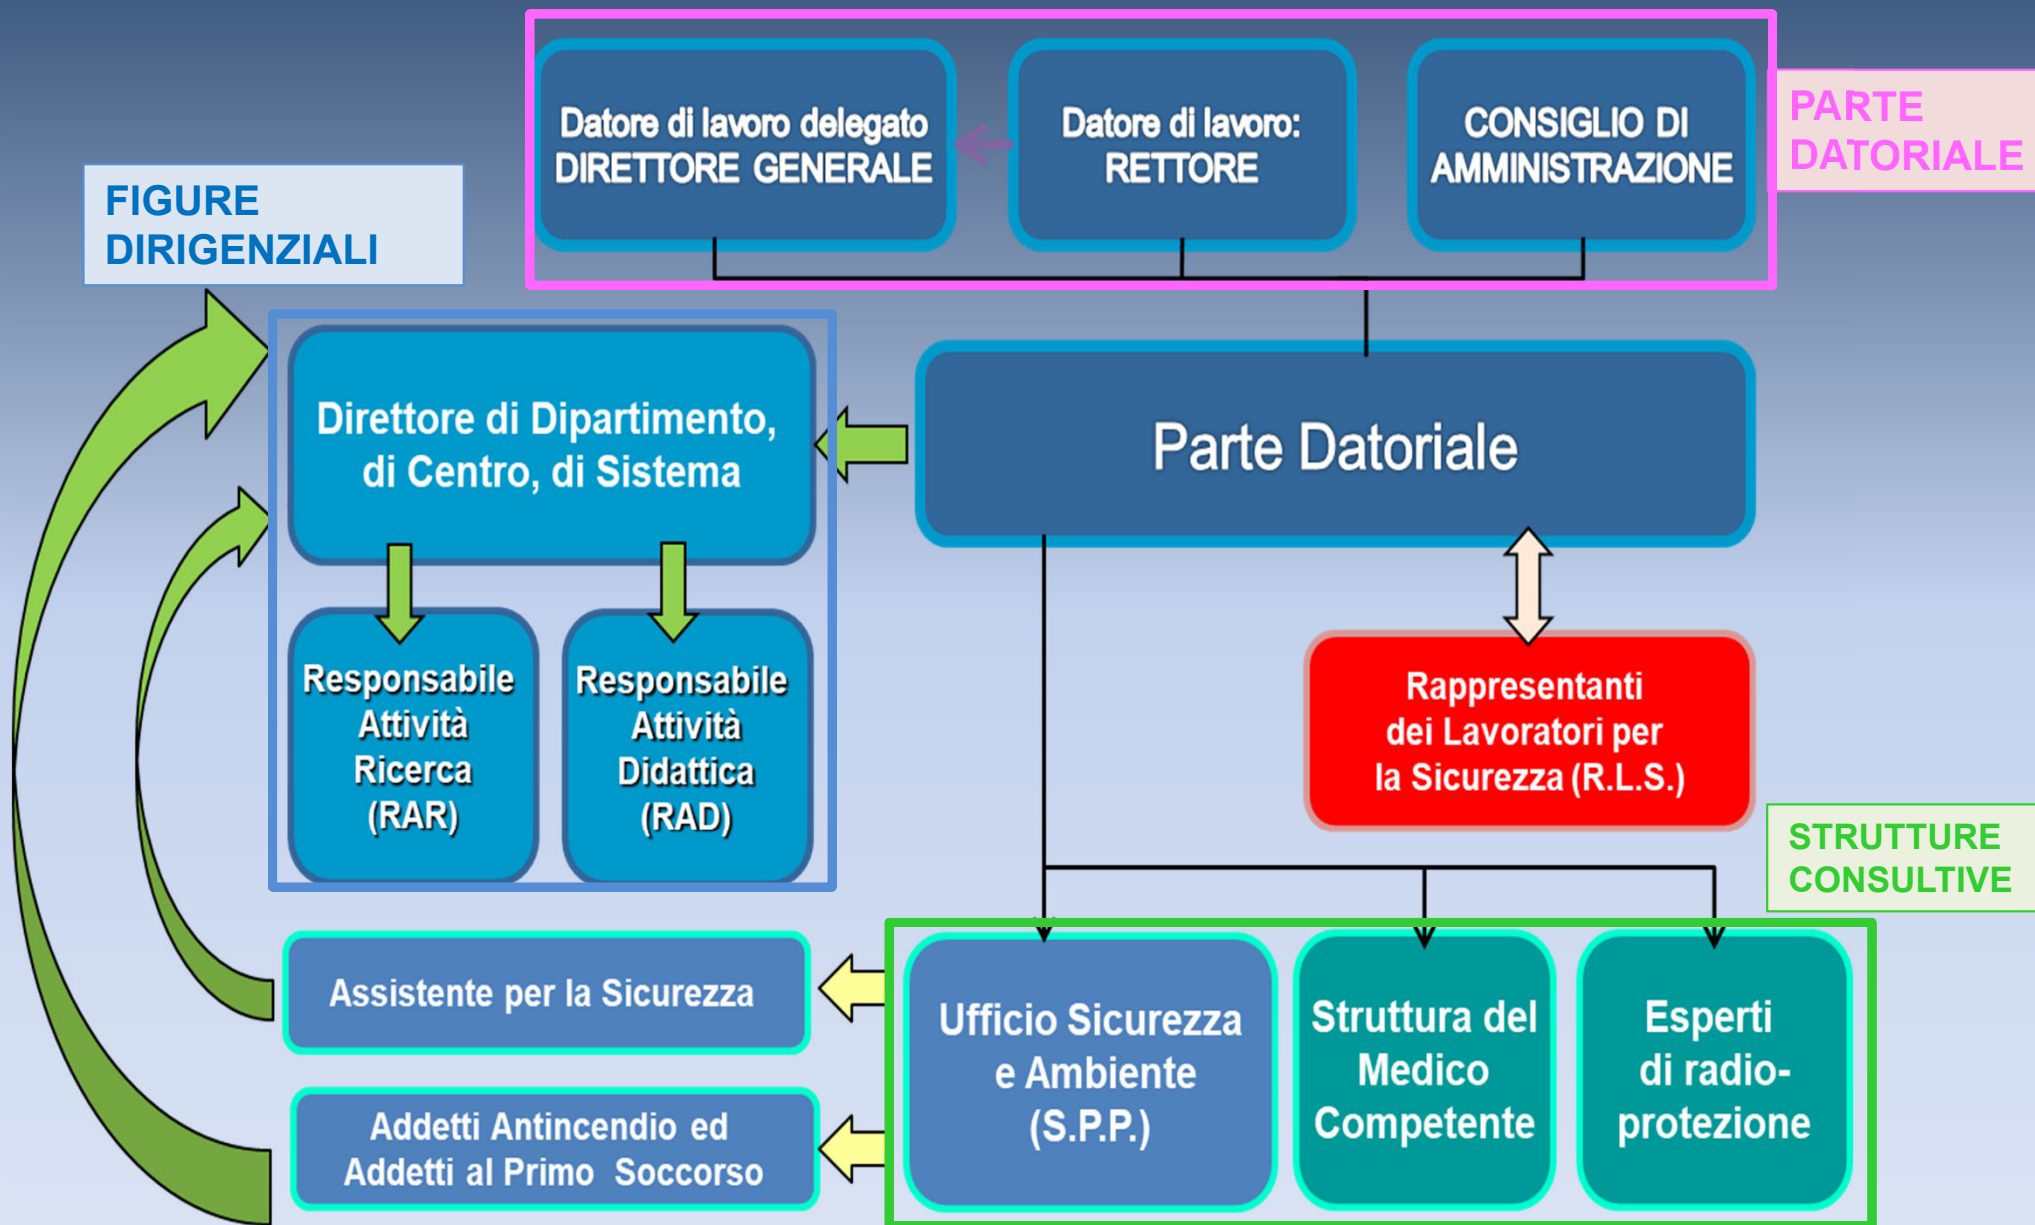 Datore di lavoro delegato
DIRETTORE GENERALE
Datore di lavoro:
RETTORE
CONSIGLIO DI
AMMINISTRAZIONE
PARTE
DATORIALE
FIGURE
DIRIGENZIALI
Direttore di Dipartimento,
di Centro, di Sistema
Parte Datoriale
Responsabile
Attività
Ricerca
(RAR)
Responsabile
Attività
Didattica
(RAD)
Rappresentanti
dei Lavoratori per
la Sicurezza (R.L.S.)
STRUTTURE
CONSULTIVE
Assistente per la Sicurezza
Addetti Antincendio ed
Addetti al Primo Soccorso
Ufficio Sicurezza
e Ambiente
(S.P.P.)
Struttura del
Medico
Competente
Esperti
di radio-
protezione